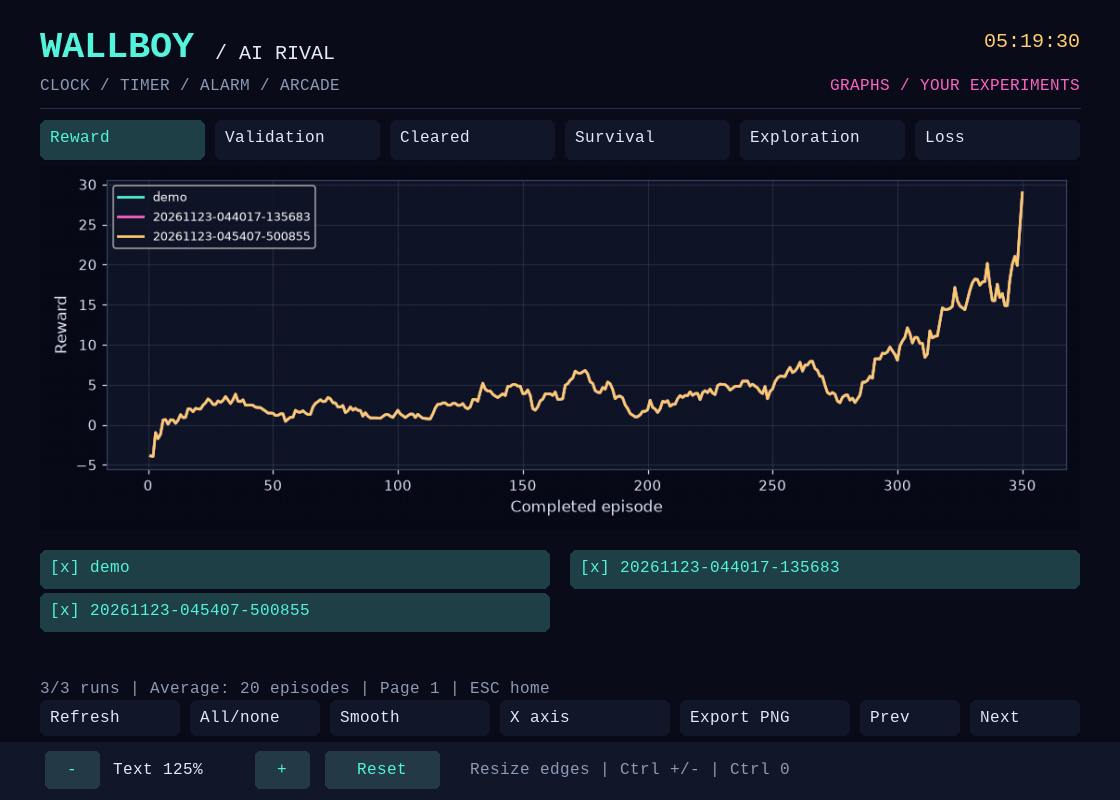 WALLBOY / AI RIVAL
05:19:30
CLOCK / TIMER / ALARM / ARCADE
GRAPHS / YOUR EXPERIMENTS
Reward
Validation
Cleared
Survival
Exploration
Loss
demo
20261123-044017-135683
20261123-045407-500855
30
25
20
15
10
5
0
−5
Reward
0 50 100 150 200 250 300 350
Completed episode
[x] demo
[x] 20261123-044017-135683
[x] 20261123-045407-500855
3/3 runs | Average: 20 episodes | Page 1 | ESC home
Refresh
All/none
Smooth
X axis
Export PNG
Prev
Next
- Text 125% + Reset Resize edges | Ctrl +/- | Ctrl 0